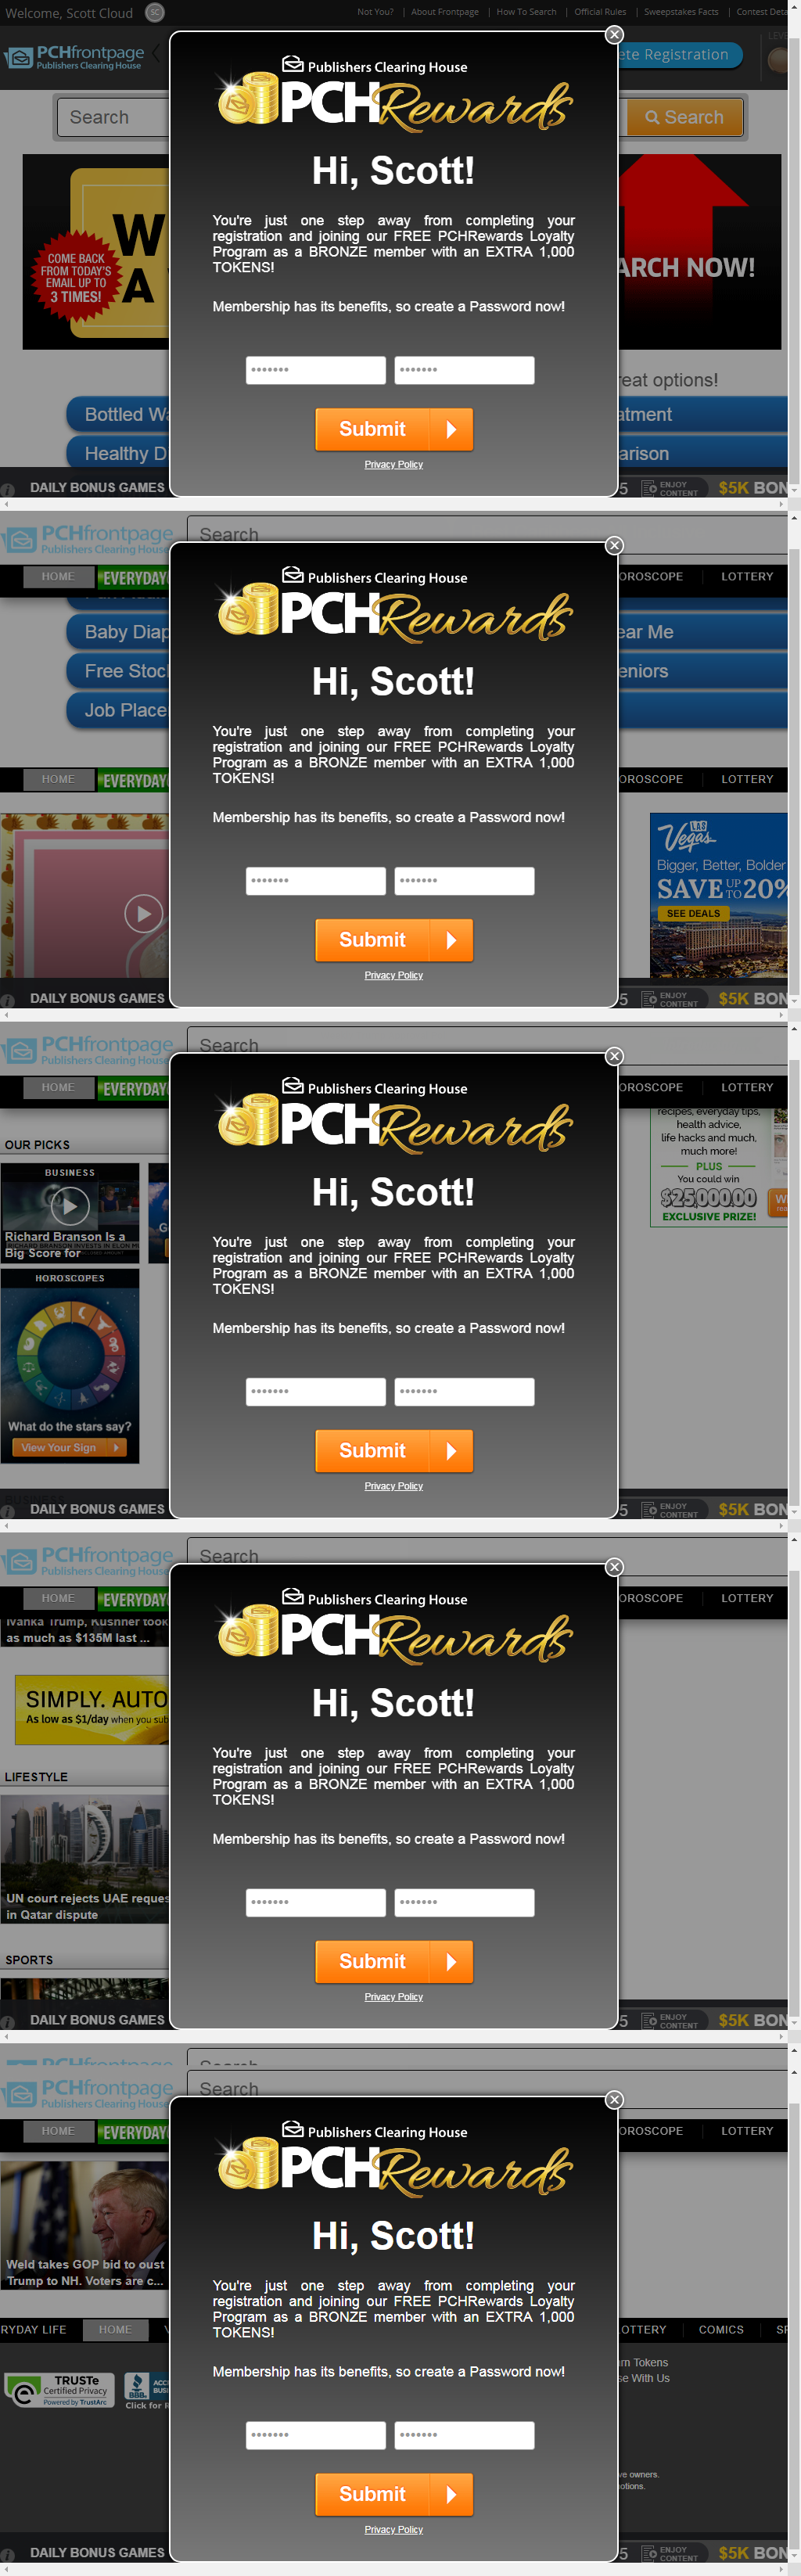 Welcome, Scott Cloud
SC
Not You? | About Frontpage | How To Search | Official Rules | Sweepstakes Facts | Contest Deta
PCHfrontpage
Publishers Clearing House
ete Registration
LEVE
Search
Search
COME BACK
FROM TODAY'S
EMAIL UP TO
3 TIMES!
W
A
ARCH NOW!
Publishers Clearing House
PCHRewards
Hi, Scott!
You're just one step away from completing your
registration and joining our FREE PCHRewards Loyalty
Program as a BRONZE member with an EXTRA 1,000
TOKENS!
Membership has its benefits, so create a Password now!
Submit
Privacy Policy
reat options!
Bottled Wa
atment
Healthy D
arison
DAILY BONUS GAMES
5
ENJOY
CONTENT
$5K BON
PCHfrontpage
Publishers Clearing House
Search
HOME
EVERYDAY
OROSCOPE
LOTTERY
Baby Diap
ear Me
Free Stoc
eniors
Job Place
HOME
EVERYDAY
OROSCOPE
LOTTERY
Publishers Clearing House
PCHRewards
Hi, Scott!
You're just one step away from completing your
registration and joining our FREE PCHRewards Loyalty
Program as a BRONZE member with an EXTRA 1,000
TOKENS!
Membership has its benefits, so create a Password now!
Submit
Privacy Policy
LAS
Vegas
Bigger, Better, Bolder
SAVE UP TO 20%
SEE DEALS
DAILY BONUS GAMES
5
ENJOY
CONTENT
$5K BON
PCHfrontpage
Publishers Clearing House
Search
HOME
EVERYDAY
OROSCOPE
LOTTERY
OUR PICKS
BUSINESS
Richard Branson Is a
Big Score for
HOROSCOPES
What do the stars say?
View Your Sign
Publishers Clearing House
PCHRewards
Hi, Scott!
You're just one step away from completing your
registration and joining our FREE PCHRewards Loyalty
Program as a BRONZE member with an EXTRA 1,000
TOKENS!
Membership has its benefits, so create a Password now!
Submit
Privacy Policy
recipes, everyday tips,
health advice,
life hacks and much,
much more!
PLUS
You could win
$25,000.00
EXCLUSIVE PRIZE!
DAILY BONUS GAMES
5
ENJOY
CONTENT
$5K BON
PCHfrontpage
Publishers Clearing House
Search
HOME
EVERYDAY
OROSCOPE
LOTTERY
Ivanka Trump, Kushner took
as much as $135M last ...
SIMPLY. AUTO
As low as $1/day when you sub
LIFESTYLE
UN court rejects UAE reques
in Qatar dispute
SPORTS
Publishers Clearing House
PCHRewards
Hi, Scott!
You're just one step away from completing your
registration and joining our FREE PCHRewards Loyalty
Program as a BRONZE member with an EXTRA 1,000
TOKENS!
Membership has its benefits, so create a Password now!
Submit
Privacy Policy
DAILY BONUS GAMES
5
ENJOY
CONTENT
$5K BON
Search
PCHfrontpage
Publishers Clearing House
Search
HOME
EVERYDAY
OROSCOPE
LOTTERY
Weld takes GOP bid to oust
Trump to NH. Voters are c...
Publishers Clearing House
PCHRewards
Hi, Scott!
You're just one step away from completing your
registration and joining our FREE PCHRewards Loyalty
Program as a BRONZE member with an EXTRA 1,000
TOKENS!
Membership has its benefits, so create a Password now!
Submit
Privacy Policy
RYDAY LIFE
HOME
OTTERY
COMICS
SP
TRUSTe
Certified Privacy
Powered by TrustArc
BBB.
ACC
BUSI
Click for R
rn Tokens
se With Us
ve owners.
otions.
DAILY BONUS GAMES
5
ENJOY
CONTENT
$5K BON